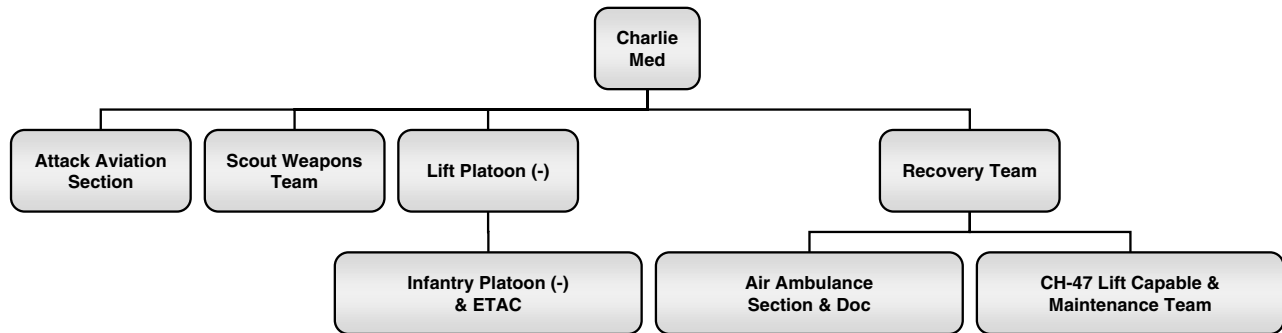 Charlie
Med
Attack Aviation
Section
Scout Weapons
Team
Lift Platoon (-)
Recovery Team
Infantry Platoon (-)
& ETAC
Air Ambulance
Section & Doc
CH-47 Lift Capable &
Maintenance Team